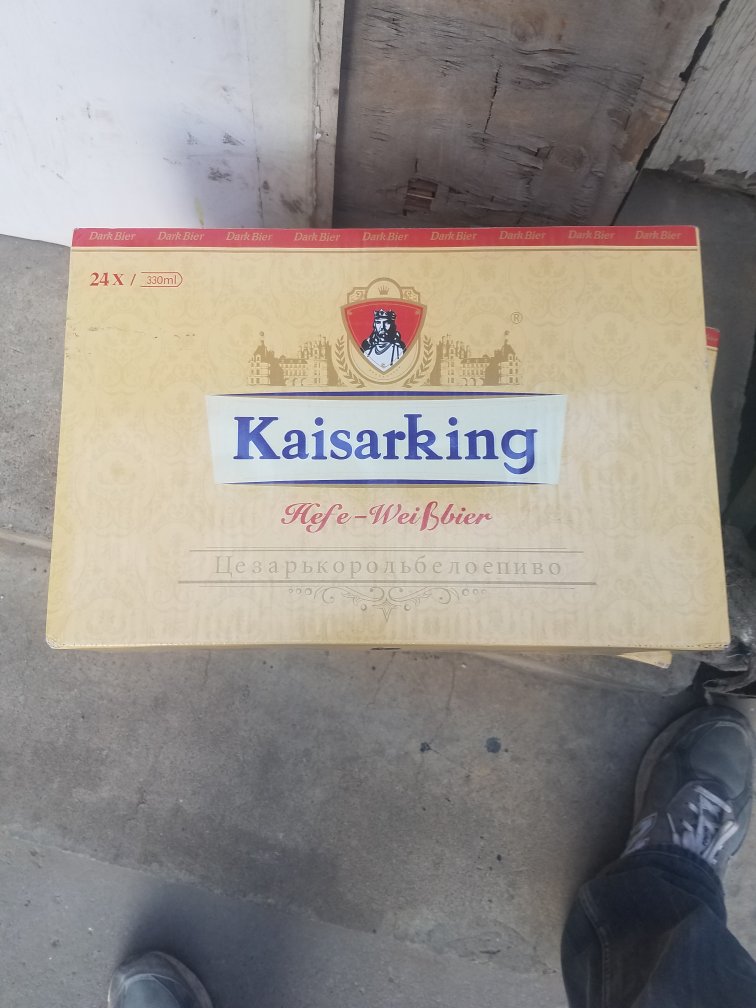 Dark Bier Dark Bier Dark Bier Dark Bier Dark Bier Dark Bier Dark Bier Dark Bier Dark Bier
24X / 330ml
®
Kaisarking
Hefe-Weißbier
Цезарькорольбелоепиво